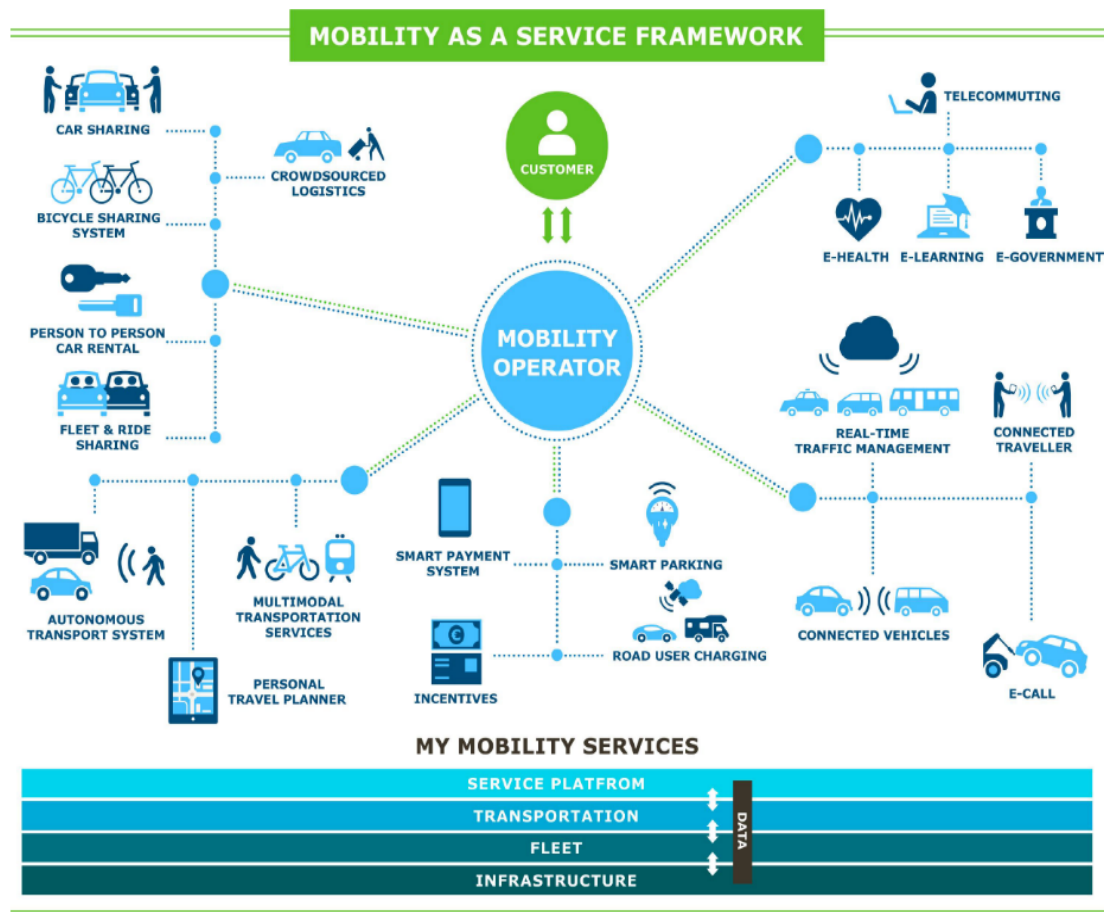 MOBILITY AS A SERVICE FRAMEWORK
CAR SHARING
CROWDSOURCED
LOGISTICS
BICYCLE SHARING
SYSTEM
PERSON TO PERSON
CAR RENTAL
FLEET & RIDE
SHARING
CUSTOMER
MOBILITY
OPERATOR
TELECOMMUTING
E-HEALTH
E-LEARNING
E-GOVERNMENT
REAL-TIME
TRAFFIC MANAGEMENT
CONNECTED
TRAVELLER
AUTONOMOUS
TRANSPORT SYSTEM
MULTIMODAL
TRANSPORTATION
SERVICES
PERSONAL
TRAVEL PLANNER
SMART PAYMENT
SYSTEM
SMART PARKING
INCENTIVES
ROAD USER CHARGING
CONNECTED VEHICLES
E-CALL
MY MOBILITY SERVICES
SERVICE PLATFROM
TRANSPORTATION
FLEET
INFRASTRUCTURE
DATA